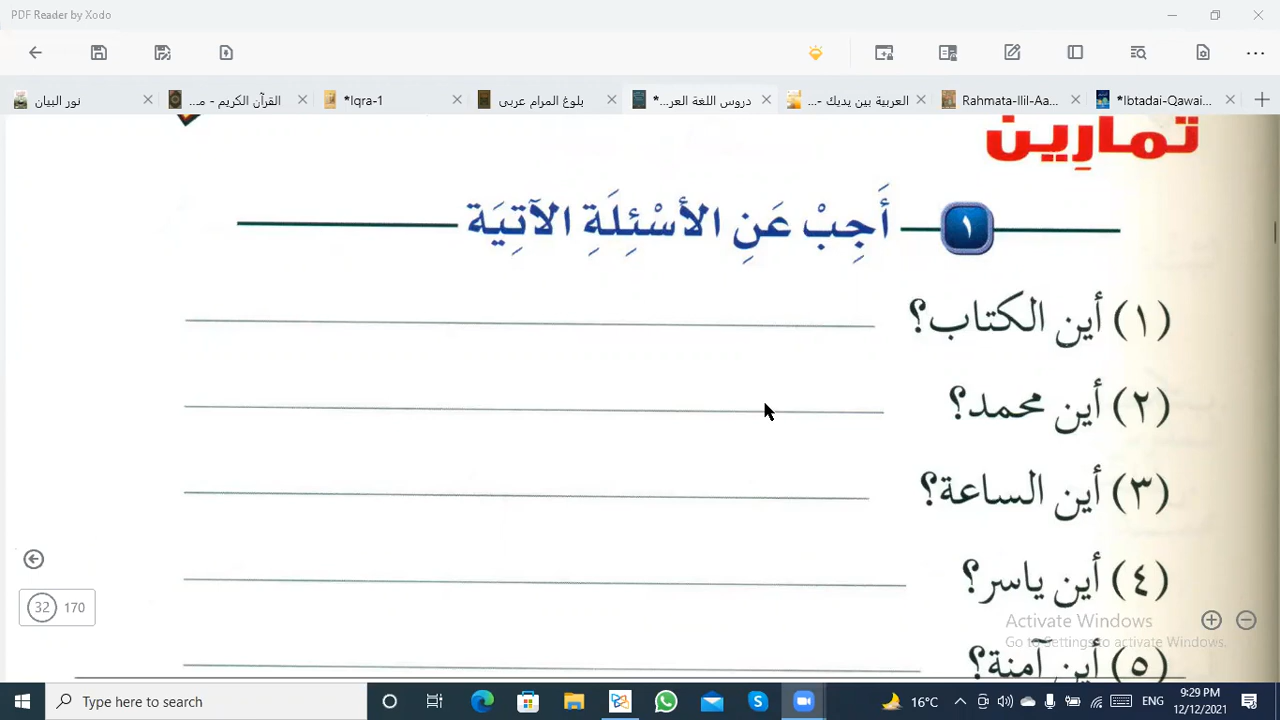 PDF Reader by Xodo
نور البيان
القرآن الكريم - م...
*Iqra-1
بلوغ المرام عربی
دروس اللغة العر...*
العربية بين يديك -...
Rahmata-Ilil-Aa...
*Ibtadai-Qawai...
تمارين
١ أَجِبْ عَنِ الأسْئِلَةِ الآتِيَة
(١) أين الكتاب؟
(٢) أين محمد؟
(٣) أين الساعة؟
(٤) أين ياسر؟
(٥) أين آمنة؟
32 170
Activate Windows
Go to Settings to activate Windows.
Type here to search
16°C
ENG
9:29 PM
12/12/2021